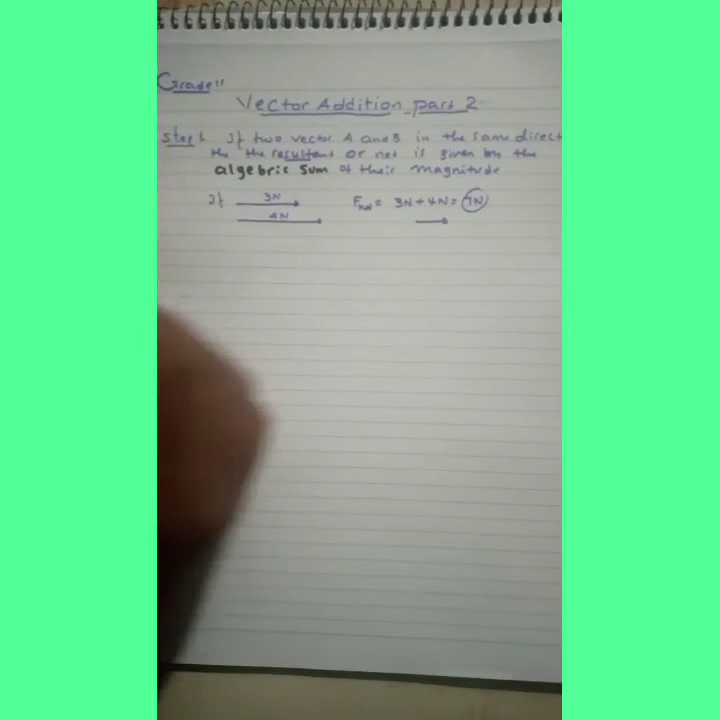 Grade 11
Vector Addition part 2
Step 1 If two vector A and B in the same direct
the the resultant or net is given by the
algebric sum of their magnitude
If 3N Fnet = 3N + 4N = 7N
4N